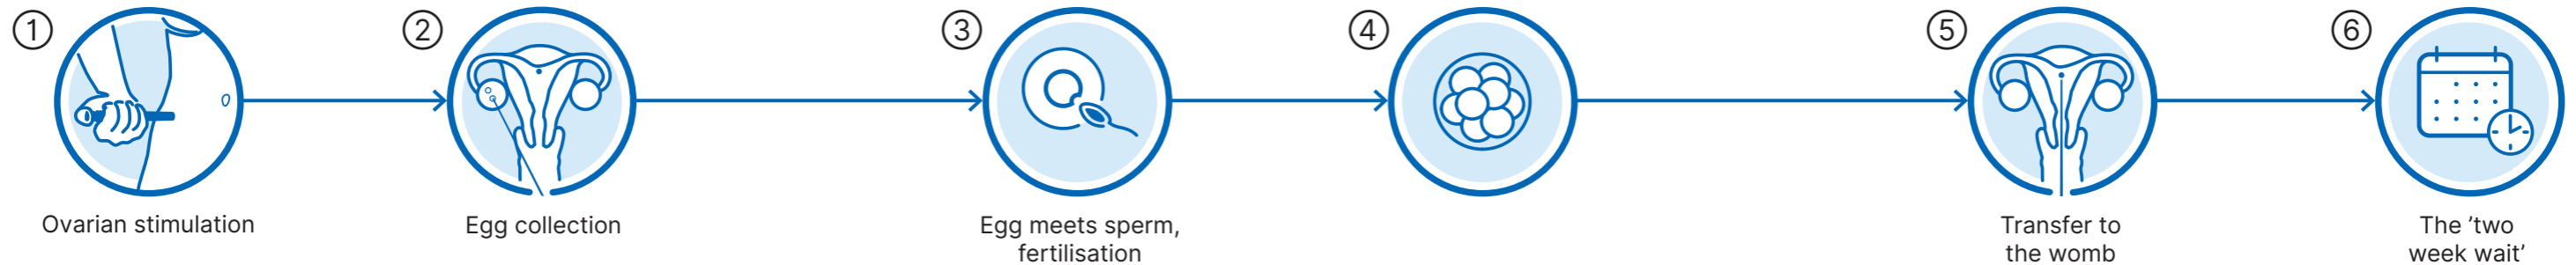 1
Ovarian stimulation
2
Egg collection
3
Egg meets sperm,
fertilisation
4
5
Transfer to
the womb
6
The ’two
week wait’